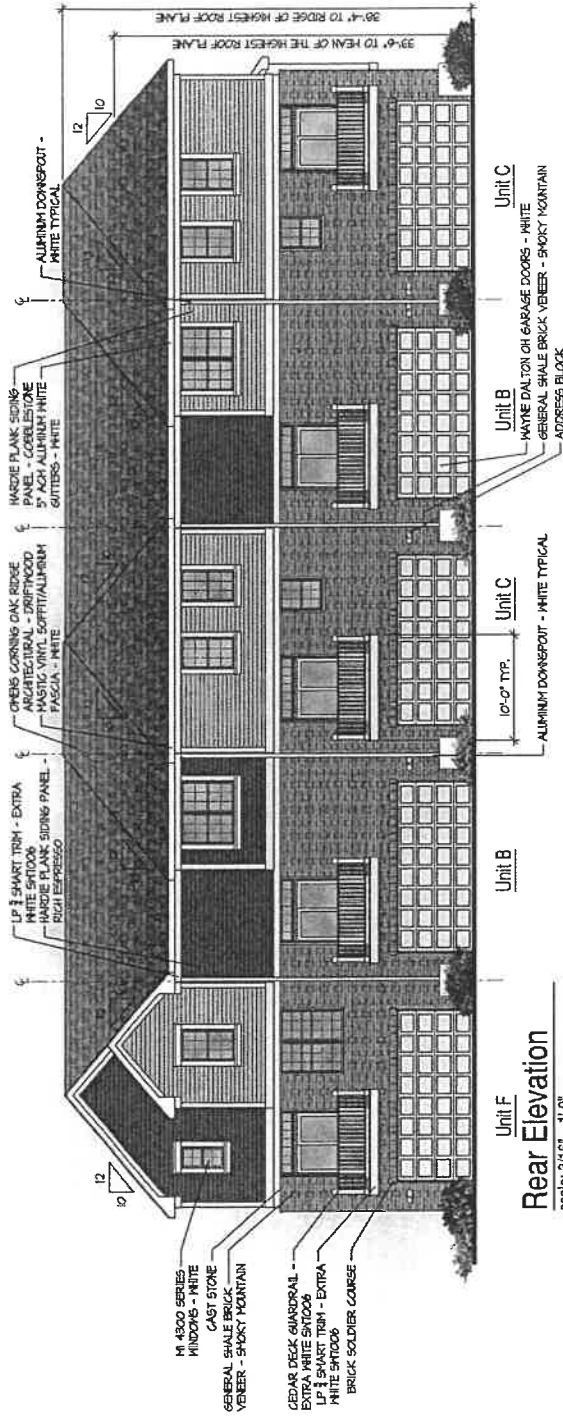 38'-4" TO RIDGE OF HIGHEST ROOF PLANE
33'-6" TO MEAN OF THE HIGHEST ROOF PLANE
12
10
ALUMINUM DOWNSPOUT -
WHITE TYPICAL
HARDIE PLANK SIDING
PANEL - COBBLESTONE
5" ACM ALUMINUM WHITE
GUTTERS - WHITE
OWENS CORNING OAK RIDGE
ARCHITECTURAL - DRIFTWOOD
MASTIC VINYL SOFFIT/ALUMINUM
FASCIA - WHITE
LP SMART TRIM - EXTRA
WHITE SW7006
HARDIE PLANK SIDING PANEL -
RICH ESPRESSO
12
10
MI 4300 SERIES
WINDOWS - WHITE
CAST STONE
GENERAL SHALE BRICK
VENEER - SMOKY MOUNTAIN
CEDAR DECK GUARDRAIL -
EXTRA WHITE SW7006
LP SMART TRIM - EXTRA
WHITE SW7006
BRICK SOLDIER COURSE
10'-0" TYP.
Unit F
Unit B
Unit C
Unit B
Unit C
ALUMINUM DOWNSPOUT - WHITE TYPICAL
WAYNE DALTON OH GARAGE DOORS - WHITE
GENERAL SHALE BRICK VENEER - SMOKY MOUNTAIN
ADDRESS BLOCK
Rear Elevation